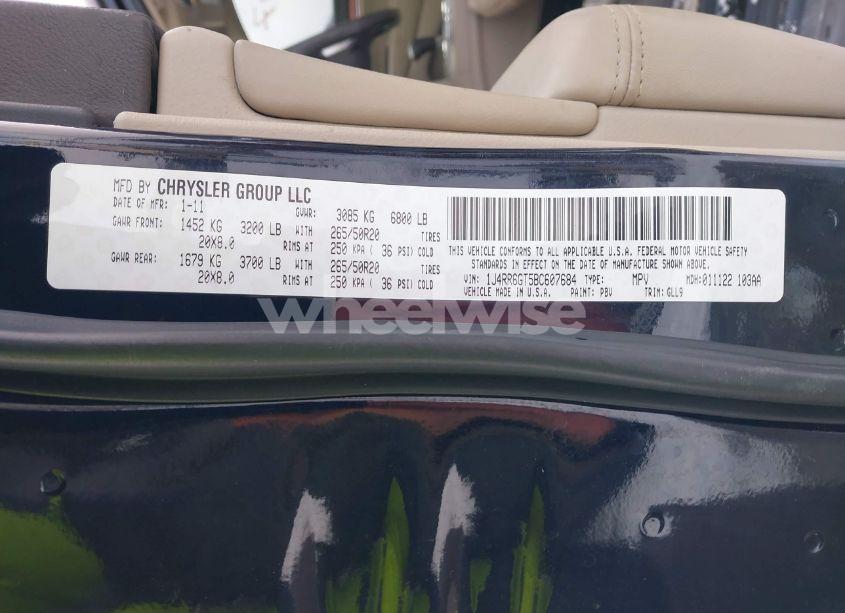 MFD BY CHRYSLER GROUP LLC
DATE OF MFR: 1-11 GVWR: 3085 KG 6800 LB
GAWR FRONT: 1452 KG 3200 LB WITH 265/50R20 TIRES
20X8.0 RIMS AT 250 KPA ( 36 PSI) COLD
GAWR REAR: 1679 KG 3700 LB WITH 265/50R20 TIRES
20X8.0 RIMS AT 250 KPA ( 36 PSI) COLD
THIS VEHICLE CONFORMS TO ALL APPLICABLE U.S.A. FEDERAL MOTOR VEHICLE SAFETY
STANDARDS IN EFFECT ON THE DATE OF MANUFACTURE SHOWN ABOVE.
VIN: 1J4RR6GT5BC607684 TYPE: MPV MDH: 011122 103AA
VEHICLE MADE IN U.S.A. PAINT: PBV TRIM: GLL9
wheelwise